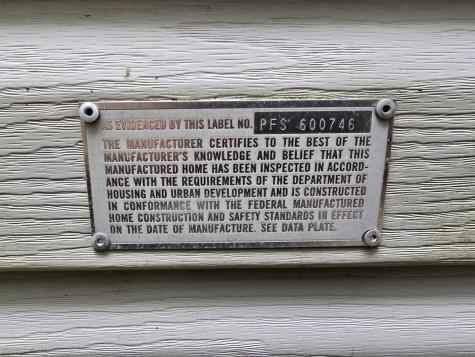 AS EVIDENCED BY THIS LABEL NO. PFS 600746
THE MANUFACTURER CERTIFIES TO THE BEST OF THE
MANUFACTURER'S KNOWLEDGE AND BELIEF THAT THIS
MANUFACTURED HOME HAS BEEN INSPECTED IN ACCORD-
ANCE WITH THE REQUIREMENTS OF THE DEPARTMENT OF
HOUSING AND URBAN DEVELOPMENT AND IS CONSTRUCTED
IN CONFORMANCE WITH THE FEDERAL MANUFACTURED
HOME CONSTRUCTION AND SAFETY STANDARDS IN EFFECT
ON THE DATE OF MANUFACTURE. SEE DATA PLATE.